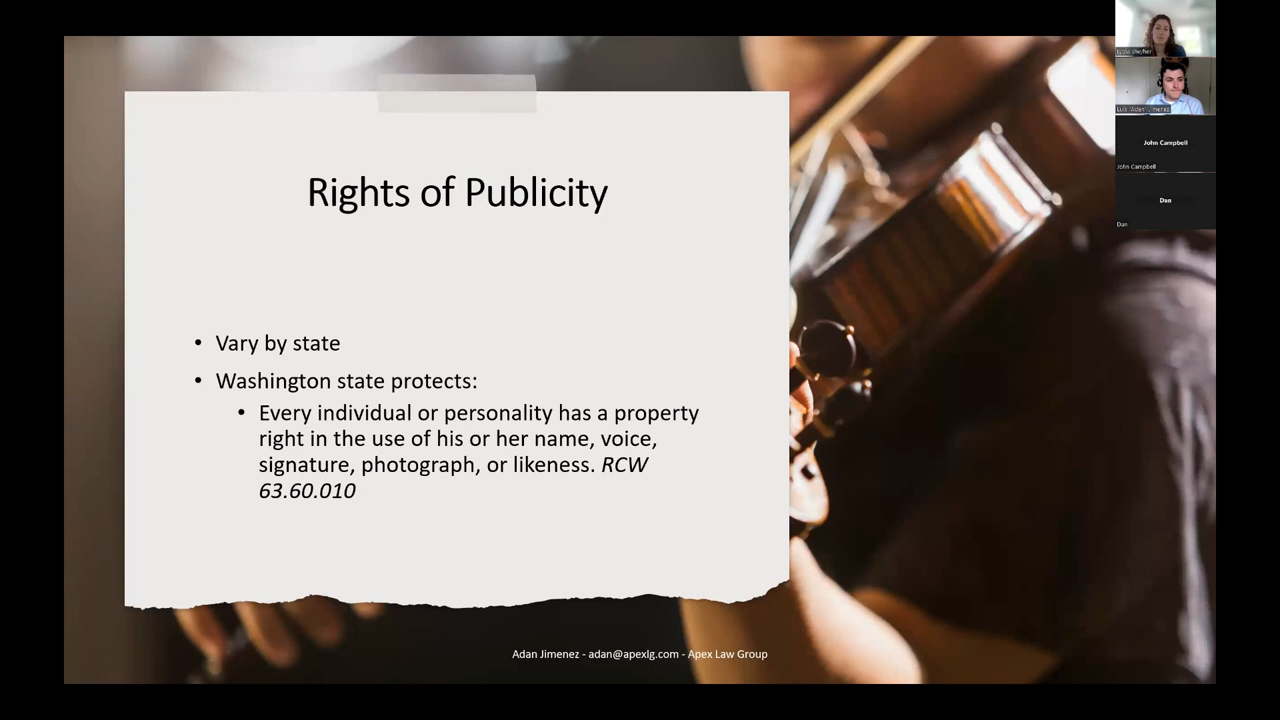 Rights of Publicity
• Vary by state
• Washington state protects:
• Every individual or personality has a property
right in the use of his or her name, voice,
signature, photograph, or likeness. RCW
63.60.010
Adan Jimenez - adan@apexlg.com - Apex Law Group
John Campbell
John Campbell
Dan
Dan